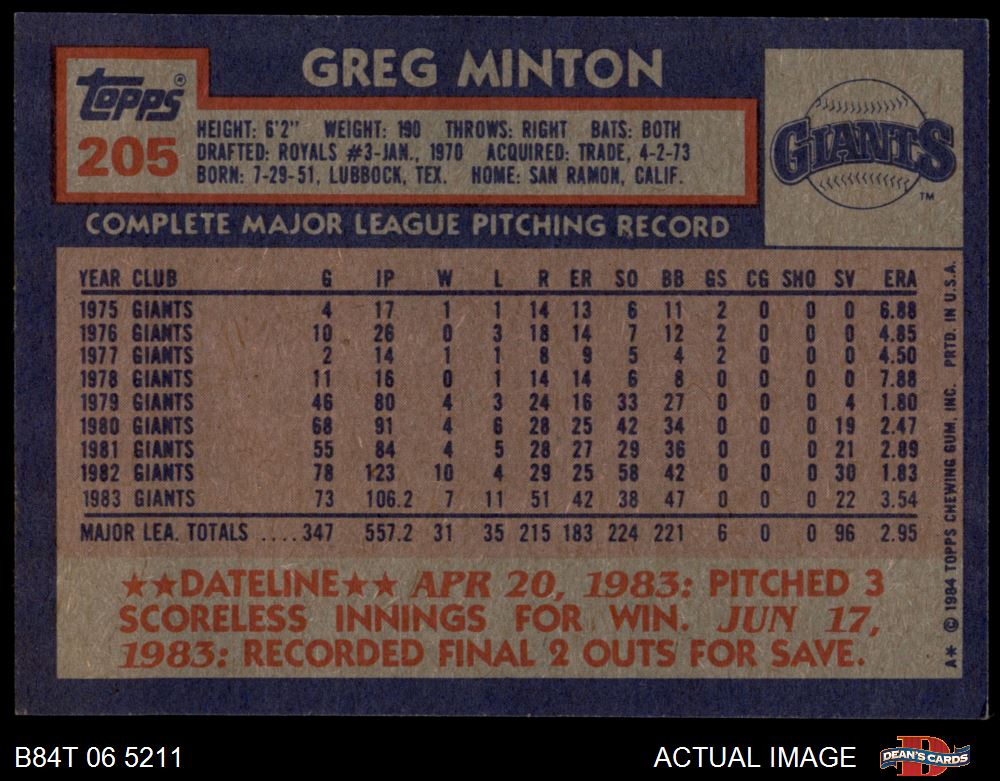 GREG MINTON
Topps®
205
HEIGHT: 6'2" WEIGHT: 190 THROWS: RIGHT BATS: BOTH
DRAFTED: ROYALS #3-JAN., 1970 ACQUIRED: TRADE, 4-2-73
BORN: 7-29-51, LUBBOCK, TEX. HOME: SAN RAMON, CALIF.
GIANTS
TM
COMPLETE MAJOR LEAGUE PITCHING RECORD
YEAR CLUB G IP W L R ER SO BB GS CG SHO SV ERA
1975 GIANTS 4 17 1 1 14 13 6 11 2 0 0 0 6.88
1976 GIANTS 10 26 0 3 18 14 7 12 2 0 0 0 4.85
1977 GIANTS 2 14 1 1 8 9 5 4 2 0 0 0 4.50
1978 GIANTS 11 16 0 1 14 14 6 8 0 0 0 0 7.88
1979 GIANTS 46 80 4 3 24 16 33 27 0 0 0 4 1.80
1980 GIANTS 68 91 4 6 28 25 42 34 0 0 0 19 2.47
1981 GIANTS 55 84 4 5 28 27 29 36 0 0 0 21 2.89
1982 GIANTS 78 123 10 4 29 25 58 42 0 0 0 30 1.83
1983 GIANTS 73 106.2 7 11 51 42 38 47 0 0 0 22 3.54
MAJOR LEA. TOTALS ....347 557.2 31 35 215 183 224 221 6 0 0 96 2.95
★★DATELINE★★ APR 20, 1983: PITCHED 3
SCORELESS INNINGS FOR WIN. JUN 17,
1983: RECORDED FINAL 2 OUTS FOR SAVE.
A* © 1984 TOPPS CHEWING GUM, INC. PRTD. IN U.S.A.
B84T 06 5211
ACTUAL IMAGE
DEAN'S CARDS